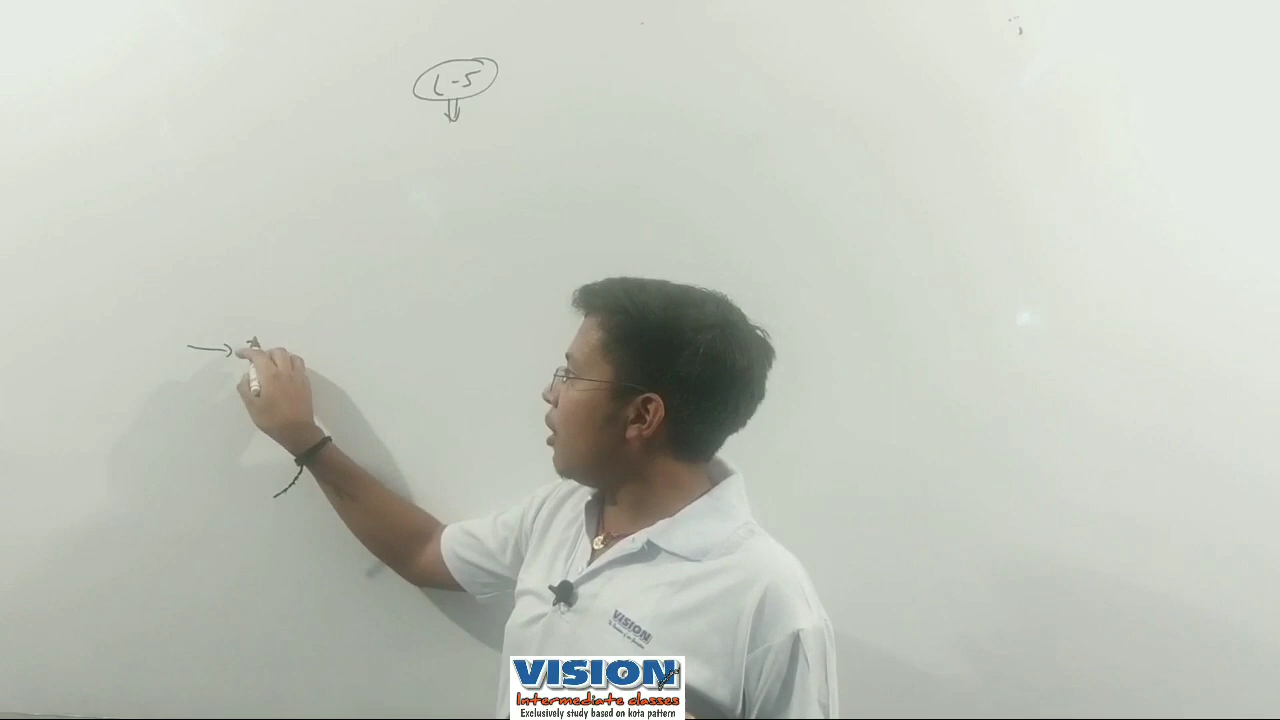 L-5
VISION
VISION
Intermediate classes
Exclusively study based on kota pattern